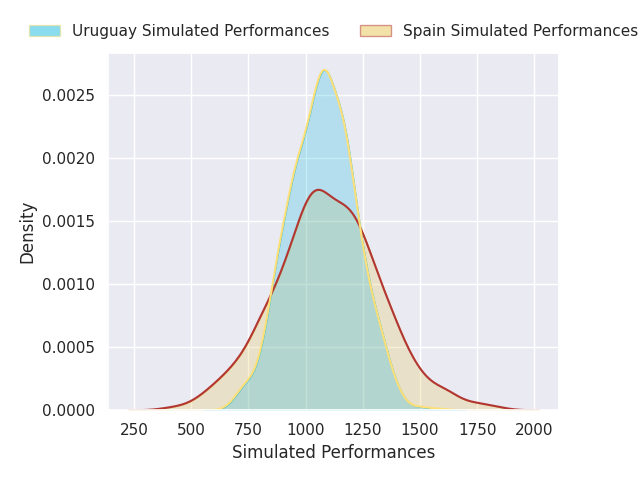 Uruguay Simulated Performances
Spain Simulated Performances
0.0025
0.0020
0.0015
0.0010
0.0005
0.0000
Density
250 500 750 1000 1250 1500 1750 2000
Simulated Performances